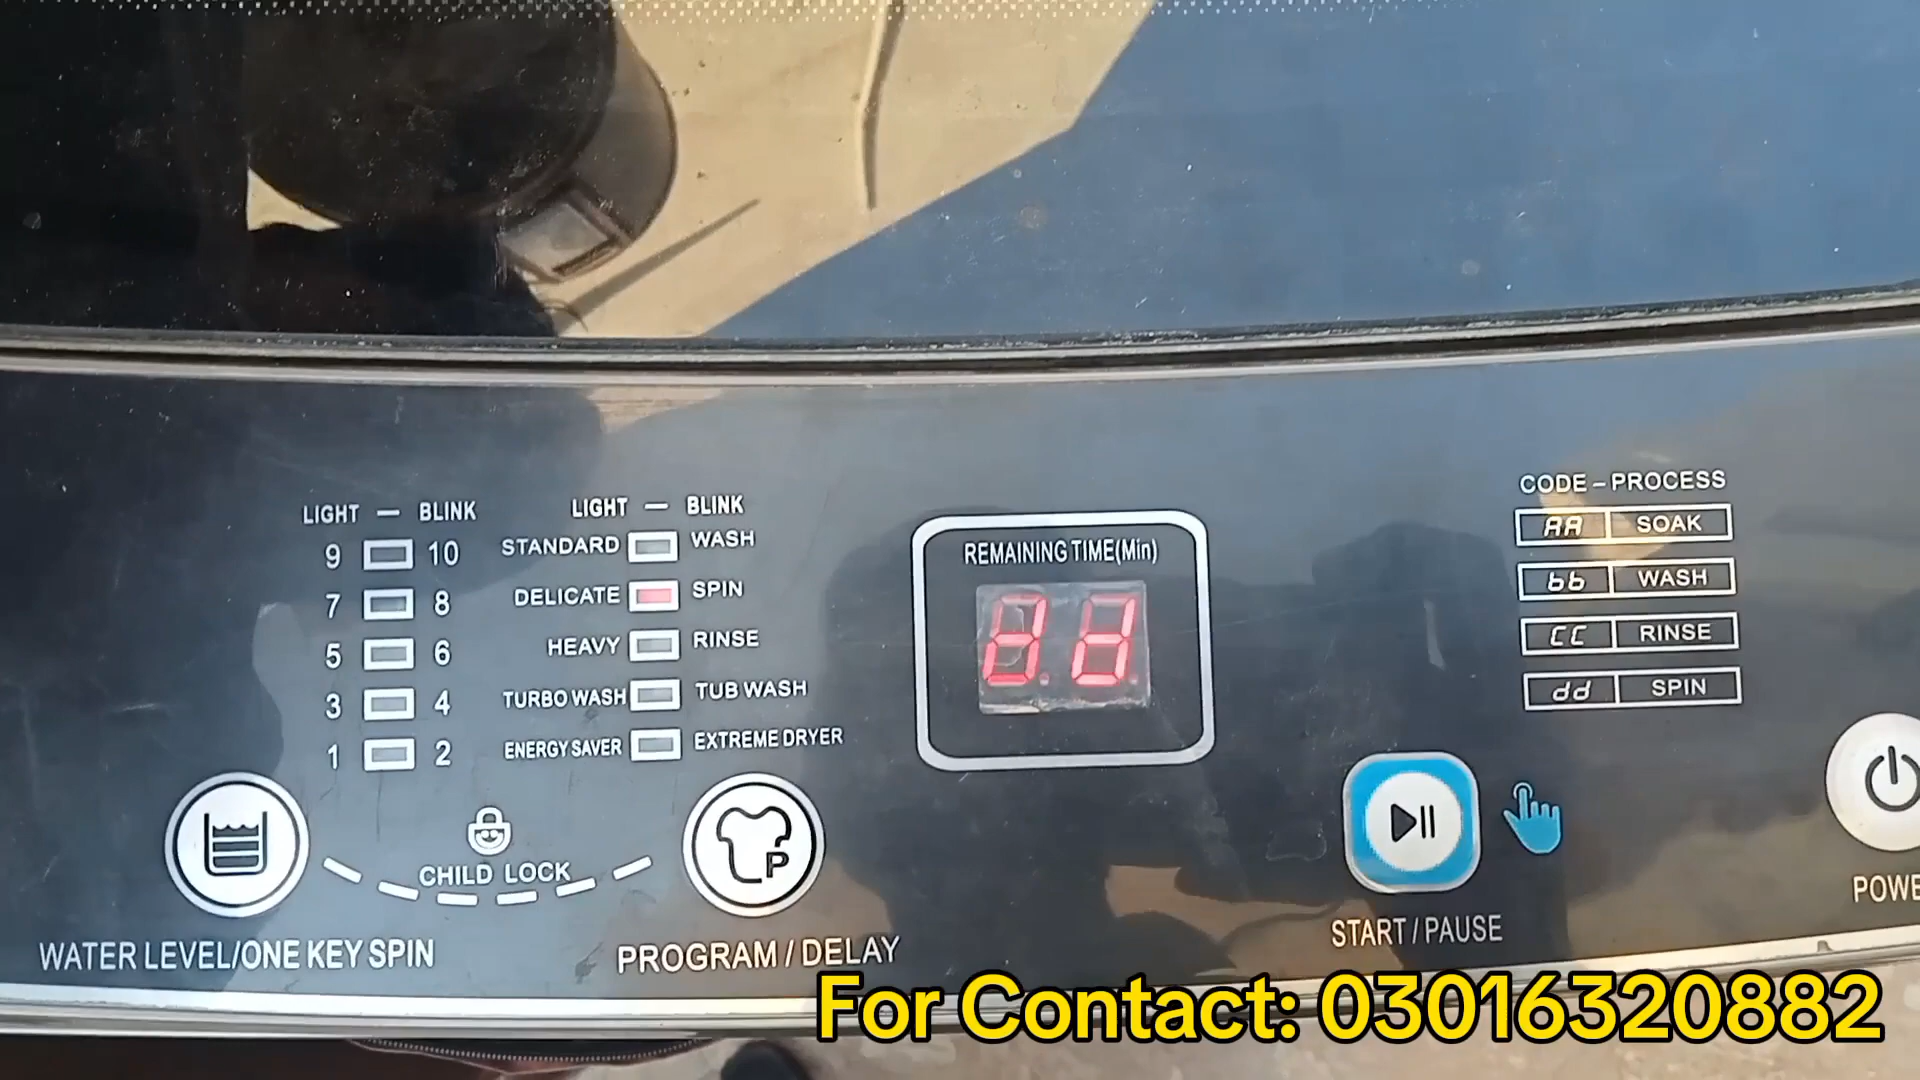 LIGHT — BLINK
9 10
7 8
5 6
3 4
1 2
LIGHT — BLINK
STANDARD WASH
DELICATE SPIN
HEAVY RINSE
TURBO WASH TUB WASH
ENERGY SAVER EXTREME DRYER
REMAINING TIME(Min)
dd
CODE – PROCESS
AA SOAK
bb WASH
CC RINSE
dd SPIN
CHILD LOCK
P
WATER LEVEL/ONE KEY SPIN
PROGRAM / DELAY
START / PAUSE
POWE
For Contact: 03016320882